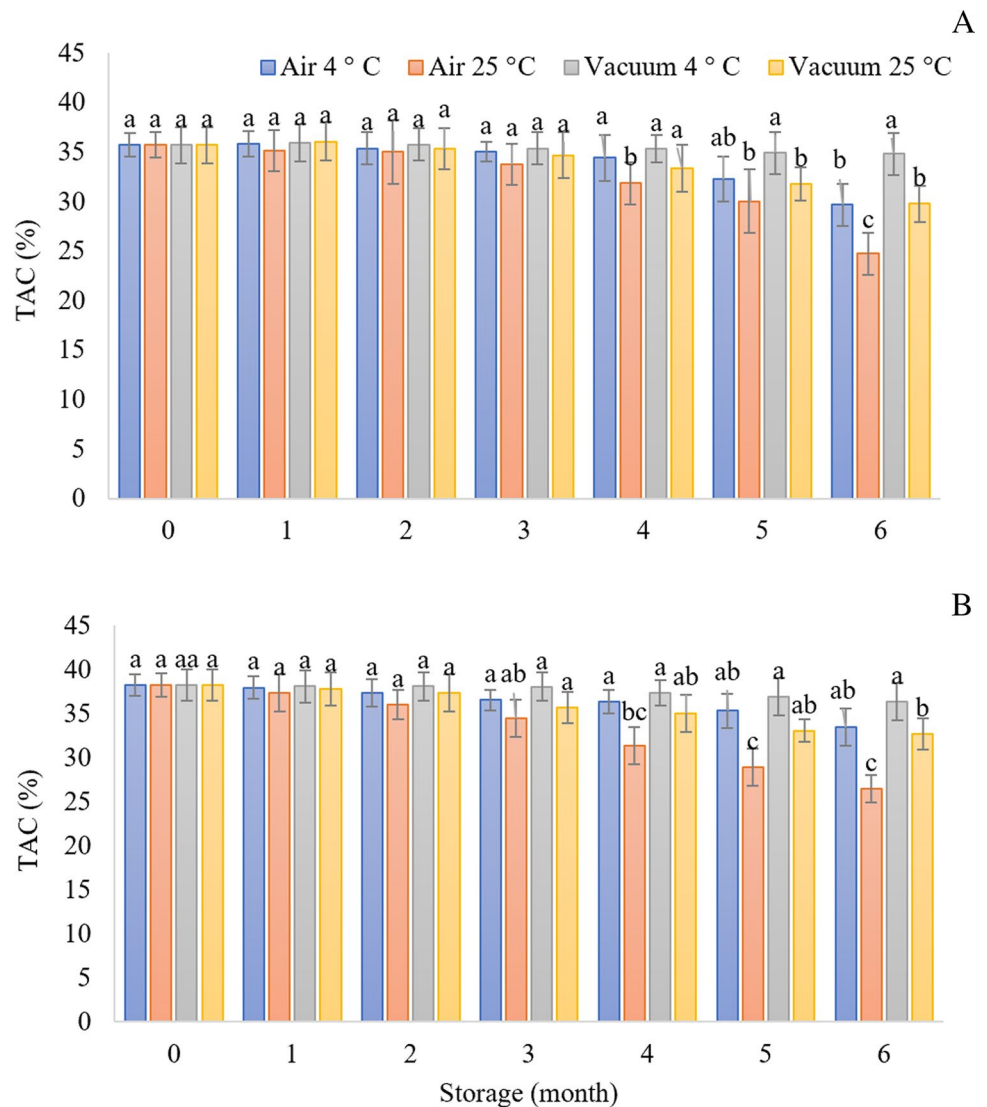 A
45
Air 4 ° C Air 25 °C Vacuum 4 °C Vacuum 25 °C
40
a a a a a a a a a a a a a a a a a b a a ab b a b b c a b
35
30
25
20
15
10
5
0
TAC (%)
0 1 2 3 4 5 6
B
45
a a aa a a a a a a a a a a ab a a a bc a ab ab c a ab ab c a b
40
35
30
25
20
15
10
5
0
TAC (%)
0 1 2 3 4 5 6
Storage (month)